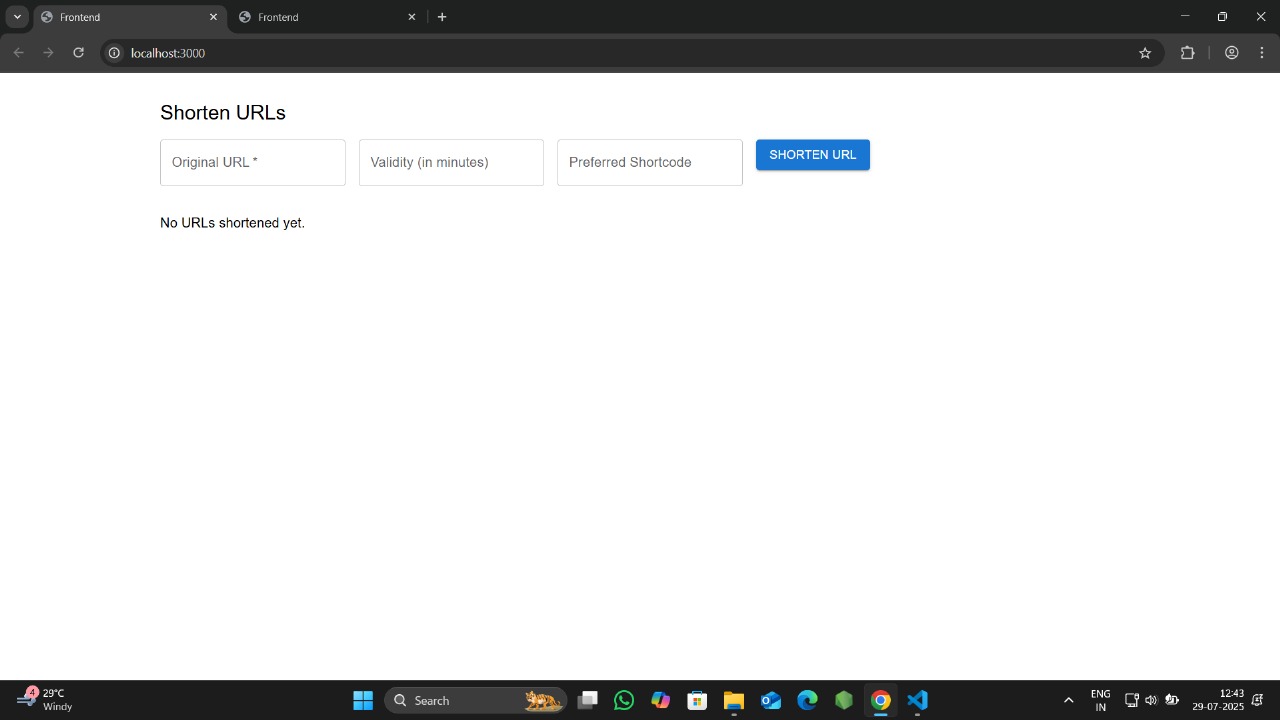 Frontend
Frontend
localhost:3000
Shorten URLs
Original URL *
Validity (in minutes)
Preferred Shortcode
SHORTEN URL
No URLs shortened yet.
4
29°C
Windy
Search
ENG
IN
12:43
29-07-2025